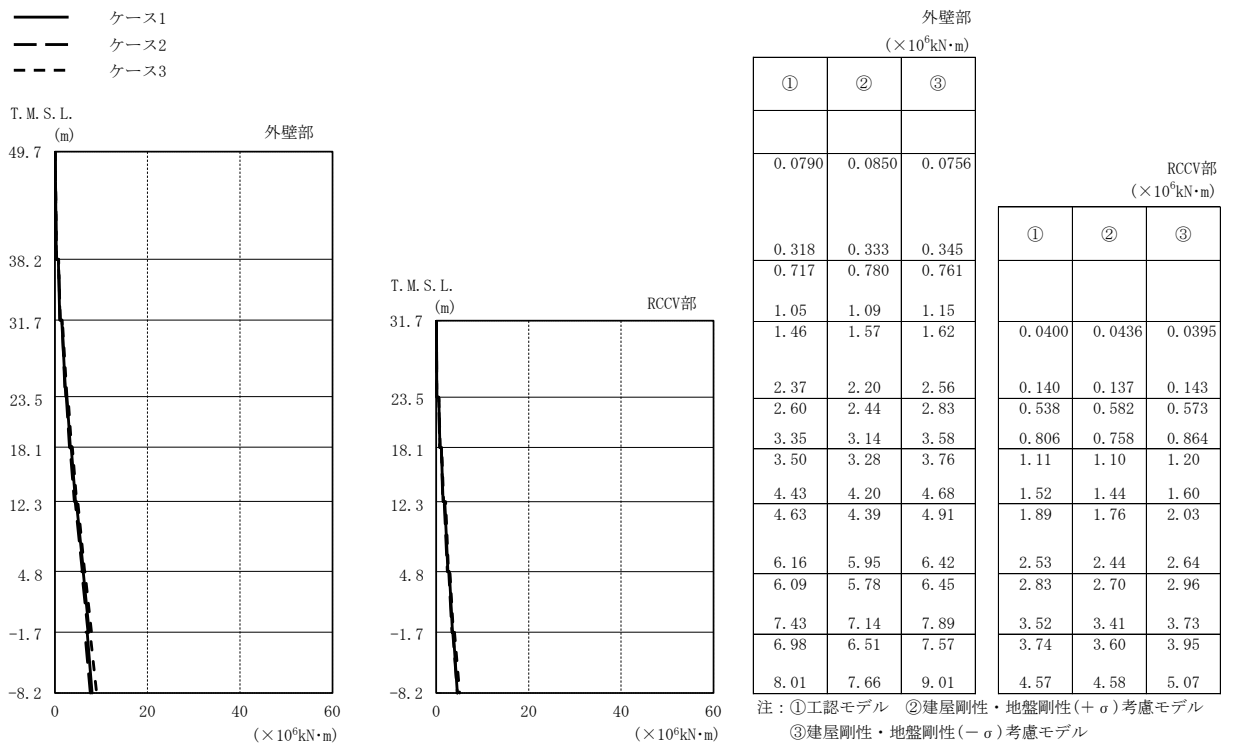 ケース1
ケース2
ケース3
T.M.S.L.
(m)
外壁部
49.7
38.2
31.7
23.5
18.1
12.3
4.8
-1.7
-8.2
0 20 40 60
(×10⁶kN・m)
T.M.S.L.
(m)
RCCV部
31.7
23.5
18.1
12.3
4.8
-1.7
-8.2
0 20 40 60
(×10⁶kN・m)
外壁部
(×10⁶kN・m)
① ② ③
0.0790 0.0850 0.0756
0.318 0.333 0.345
0.717 0.780 0.761
1.05 1.09 1.15
1.46 1.57 1.62
2.37 2.20 2.56
2.60 2.44 2.83
3.35 3.14 3.58
3.50 3.28 3.76
4.43 4.20 4.68
4.63 4.39 4.91
6.16 5.95 6.42
6.09 5.78 6.45
7.43 7.14 7.89
6.98 6.51 7.57
8.01 7.66 9.01
RCCV部
(×10⁶kN・m)
① ② ③
0.0400 0.0436 0.0395
0.140 0.137 0.143
0.538 0.582 0.573
0.806 0.758 0.864
1.11 1.10 1.20
1.52 1.44 1.60
1.89 1.76 2.03
2.53 2.44 2.64
2.83 2.70 2.96
3.52 3.41 3.73
3.74 3.60 3.95
4.57 4.58 5.07
注：①工認モデル ②建屋剛性・地盤剛性(＋σ)考慮モデル
③建屋剛性・地盤剛性(－σ)考慮モデル